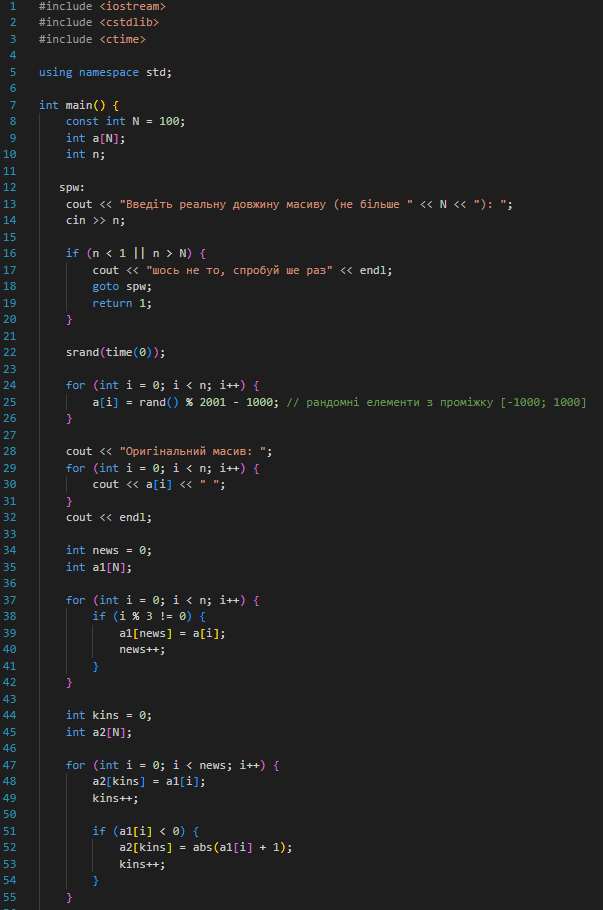 1 #include <iostream>
2 #include <cstdlib>
3 #include <ctime>
4
5 using namespace std;
6
7 int main() {
8     const int N = 100;
9     int a[N];
10     int n;
11
12    spw:
13     cout << "Введіть реальну довжину масиву (не більше " << N << "): ";
14     cin >> n;
15
16     if (n < 1 || n > N) {
17         cout << "шось не то, спробуй ше раз" << endl;
18         goto spw;
19         return 1;
20     }
21
22     srand(time(0));
23
24     for (int i = 0; i < n; i++) {
25         a[i] = rand() % 2001 - 1000; // рандомні елементи з проміжку [-1000; 1000]
26     }
27
28     cout << "Оригінальний масив: ";
29     for (int i = 0; i < n; i++) {
30         cout << a[i] << " ";
31     }
32     cout << endl;
33
34     int news = 0;
35     int a1[N];
36
37     for (int i = 0; i < n; i++) {
38         if (i % 3 != 0) {
39             a1[news] = a[i];
40             news++;
41         }
42     }
43
44     int kins = 0;
45     int a2[N];
46
47     for (int i = 0; i < news; i++) {
48         a2[kins] = a1[i];
49         kins++;
50
51         if (a1[i] < 0) {
52             a2[kins] = abs(a1[i] + 1);
53             kins++;
54         }
55     }